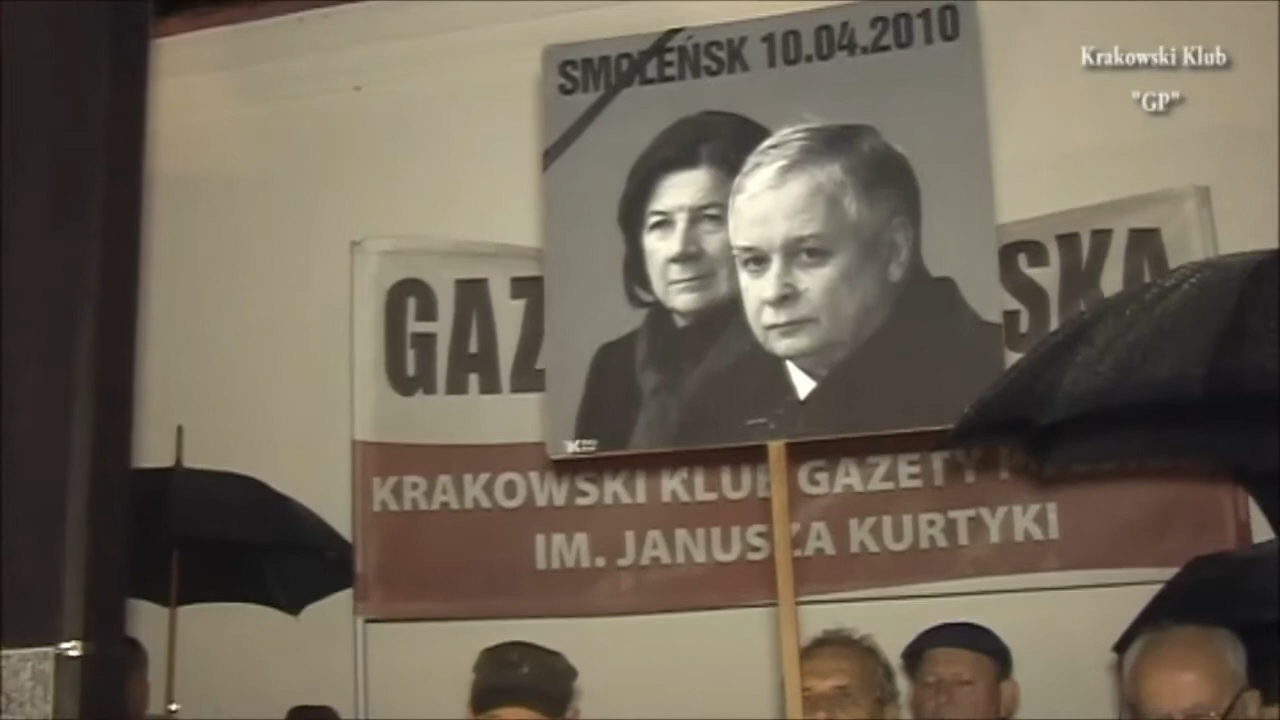 SMOLEŃSK 10.04.2010
Krakowski Klub
"GP"
GAZ SKA
KRAKOWSKI KLUB GAZETY
IM. JANUSZA KURTYKI